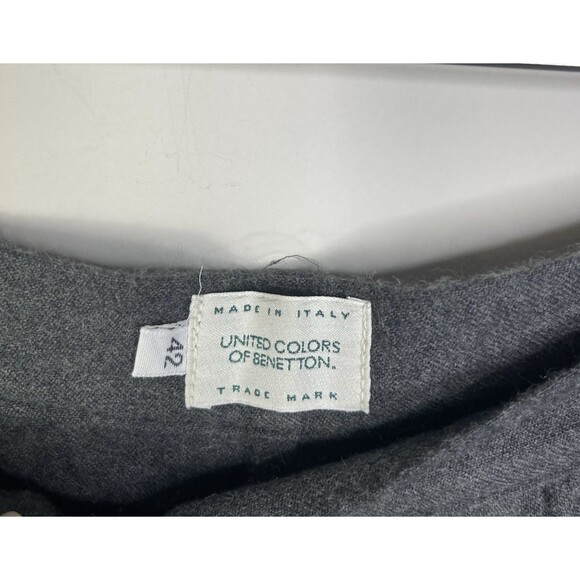 MADE IN ITALY
UNITED COLORS
OF BENETTON.
TRADE MARK
42